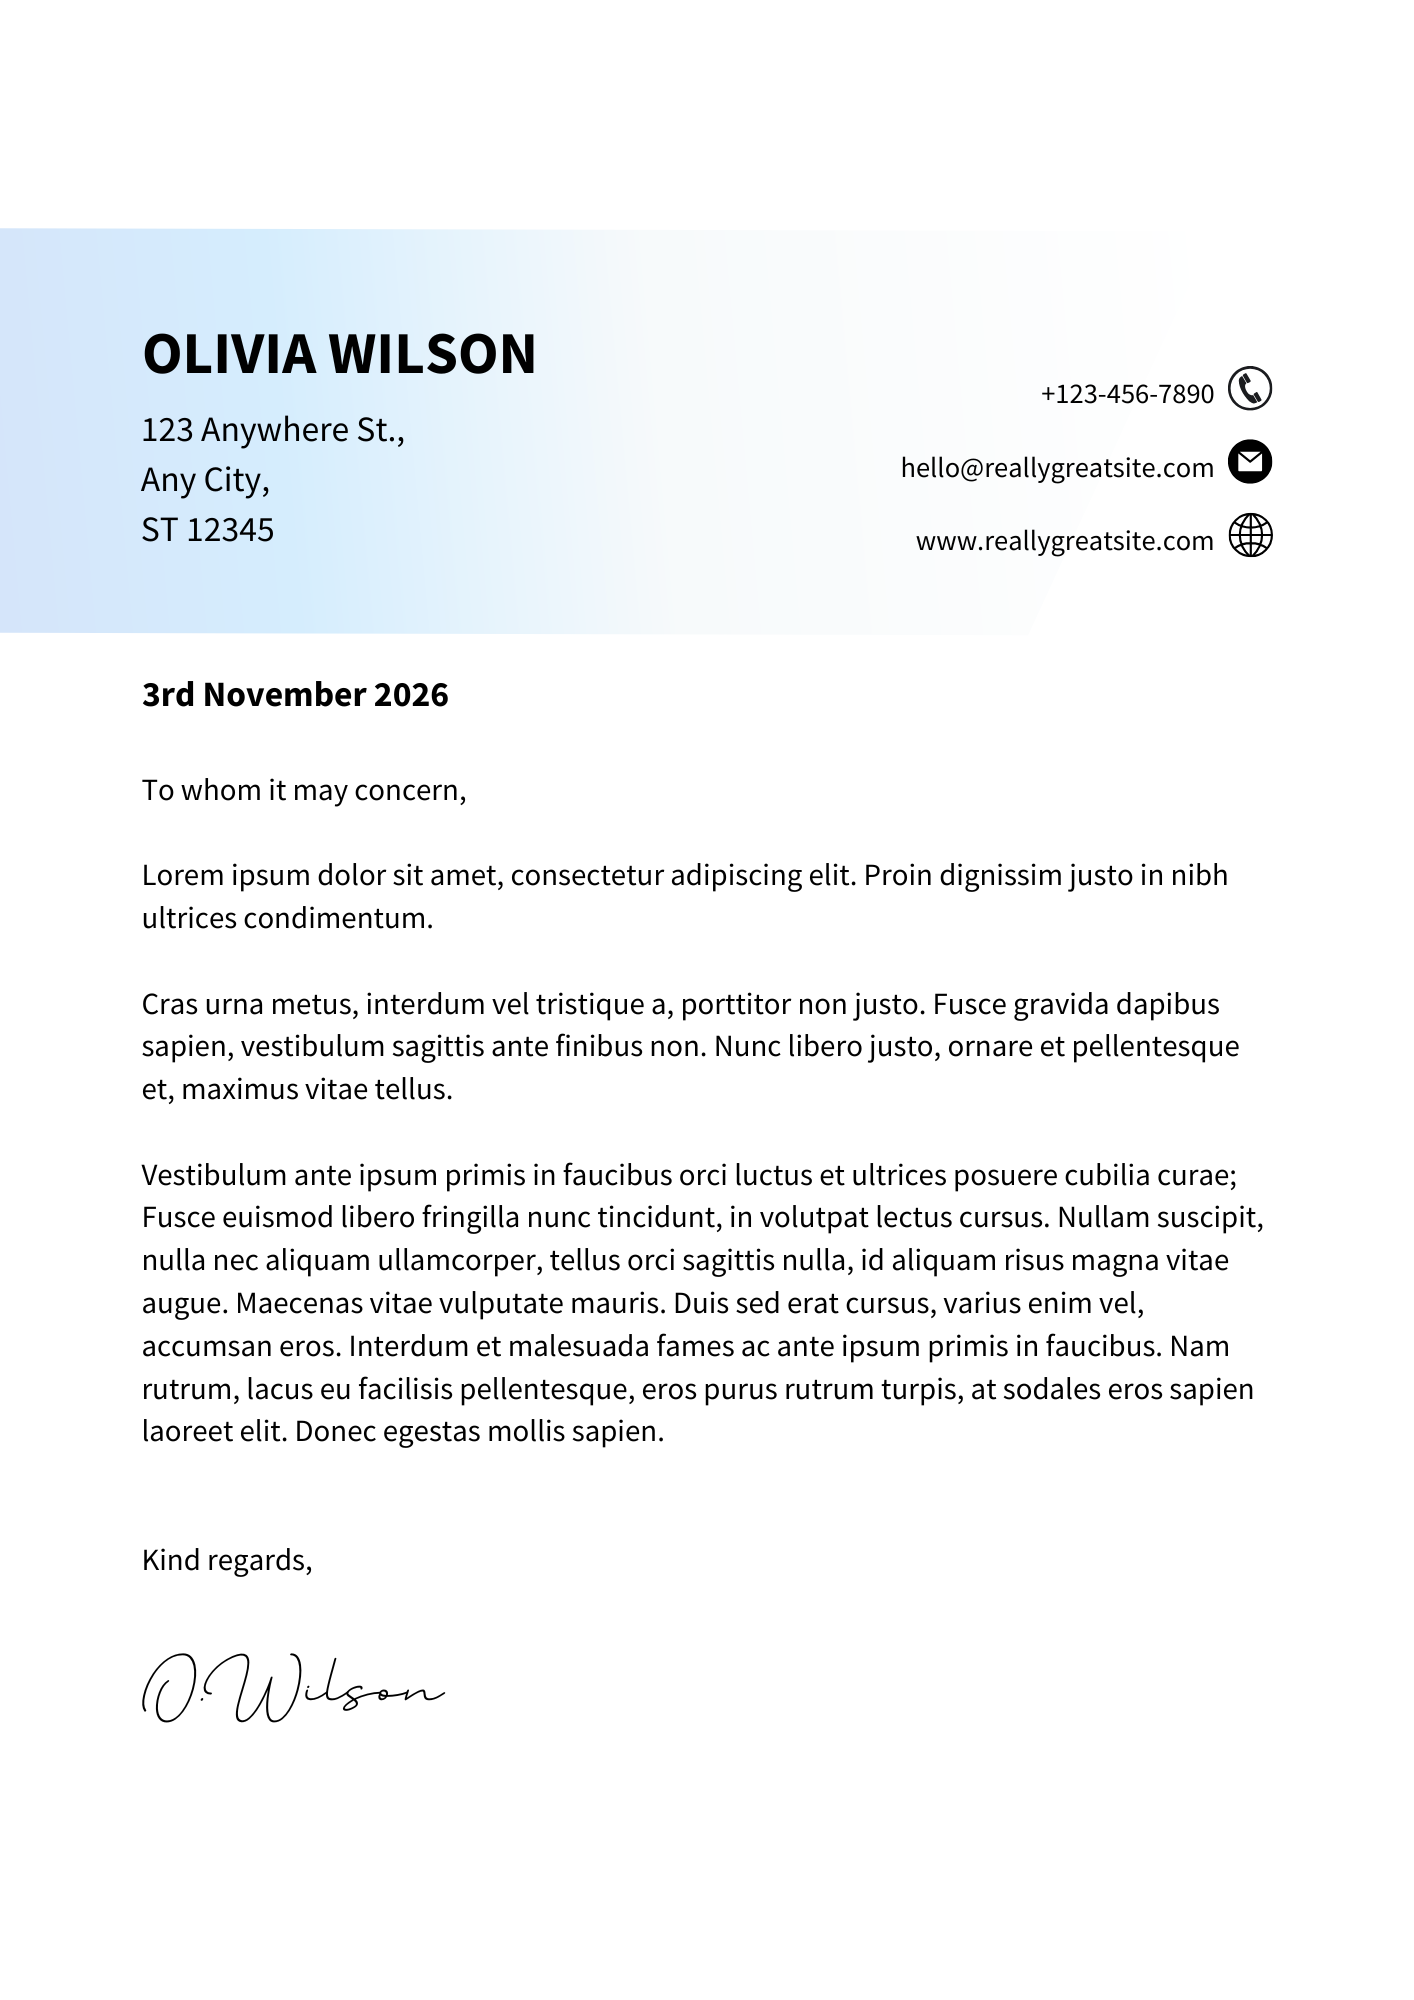 OLIVIA WILSON
123 Anywhere St.,
Any City,
ST 12345
+123-456-7890
hello@reallygreatsite.com
www.reallygreatsite.com
3rd November 2026
To whom it may concern,
Lorem ipsum dolor sit amet, consectetur adipiscing elit. Proin dignissim justo in nibh
ultrices condimentum.
Cras urna metus, interdum vel tristique a, porttitor non justo. Fusce gravida dapibus
sapien, vestibulum sagittis ante finibus non. Nunc libero justo, ornare et pellentesque
et, maximus vitae tellus.
Vestibulum ante ipsum primis in faucibus orci luctus et ultrices posuere cubilia curae;
Fusce euismod libero fringilla nunc tincidunt, in volutpat lectus cursus. Nullam suscipit,
nulla nec aliquam ullamcorper, tellus orci sagittis nulla, id aliquam risus magna vitae
augue. Maecenas vitae vulputate mauris. Duis sed erat cursus, varius enim vel,
accumsan eros. Interdum et malesuada fames ac ante ipsum primis in faucibus. Nam
rutrum, lacus eu facilisis pellentesque, eros purus rutrum turpis, at sodales eros sapien
laoreet elit. Donec egestas mollis sapien.
Kind regards,
O.Wilson